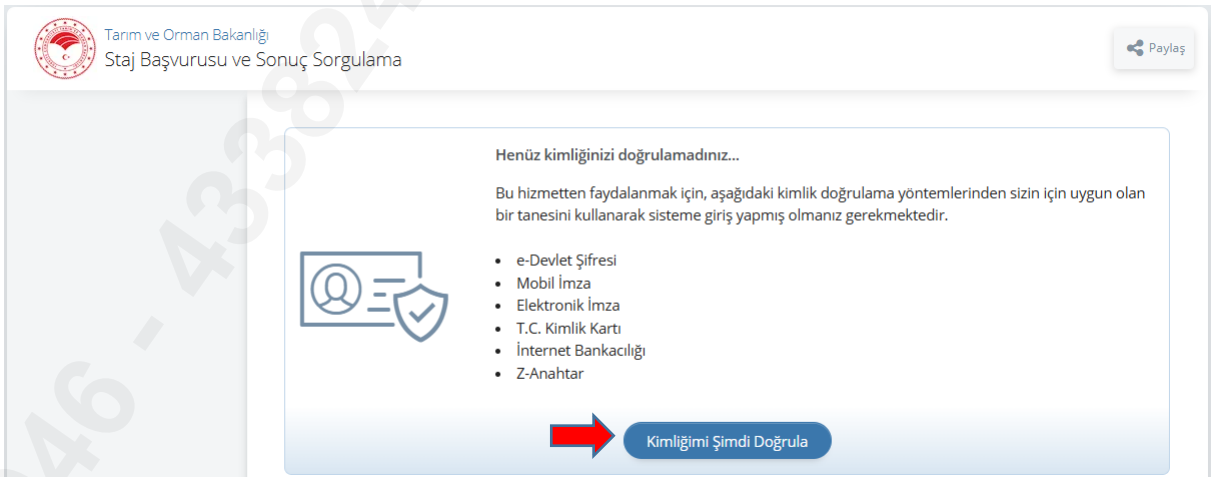 Tarım ve Orman Bakanlığı
Staj Başvurusu ve Sonuç Sorgulama
Paylaş
Henüz kimliğinizi doğrulamadınız...
Bu hizmetten faydalanmak için, aşağıdaki kimlik doğrulama yöntemlerinden sizin için uygun olan
bir tanesini kullanarak sisteme giriş yapmış olmanız gerekmektedir.
e-Devlet Şifresi
Mobil İmza
Elektronik İmza
T.C. Kimlik Kartı
İnternet Bankacılığı
Z-Anahtar
Kimliğimi Şimdi Doğrula